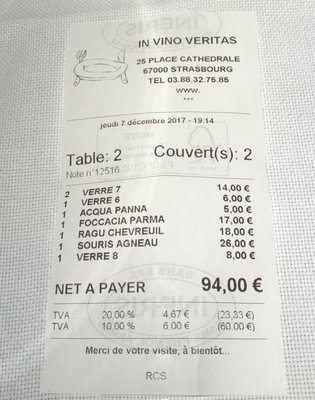 IN VINO VERITAS
25 PLACE CATHEDRALE
67000 STRASBOURG
TEL 03.88.32.75.85
www.
***
jeudi 7 décembre 2017 - 19:14
Table: 2 Couvert(s): 2
Note n°12516
2 VERRE 7 14,00 €
1 VERRE 6 6,00 €
1 ACQUA PANNA 5,00 €
1 FOCCACIA PARMA 17,00 €
1 RAGU CHEVREUIL 18,00 €
1 SOURIS AGNEAU 26,00 €
1 VERRE 8 8,00 €
NET A PAYER 94,00 €
TVA : 20,00 % 4,67 € (23,33 €)
TVA : 10,00 % 6,00 € (60,00 €)
Merci de votre visite, à bientôt...
RCS